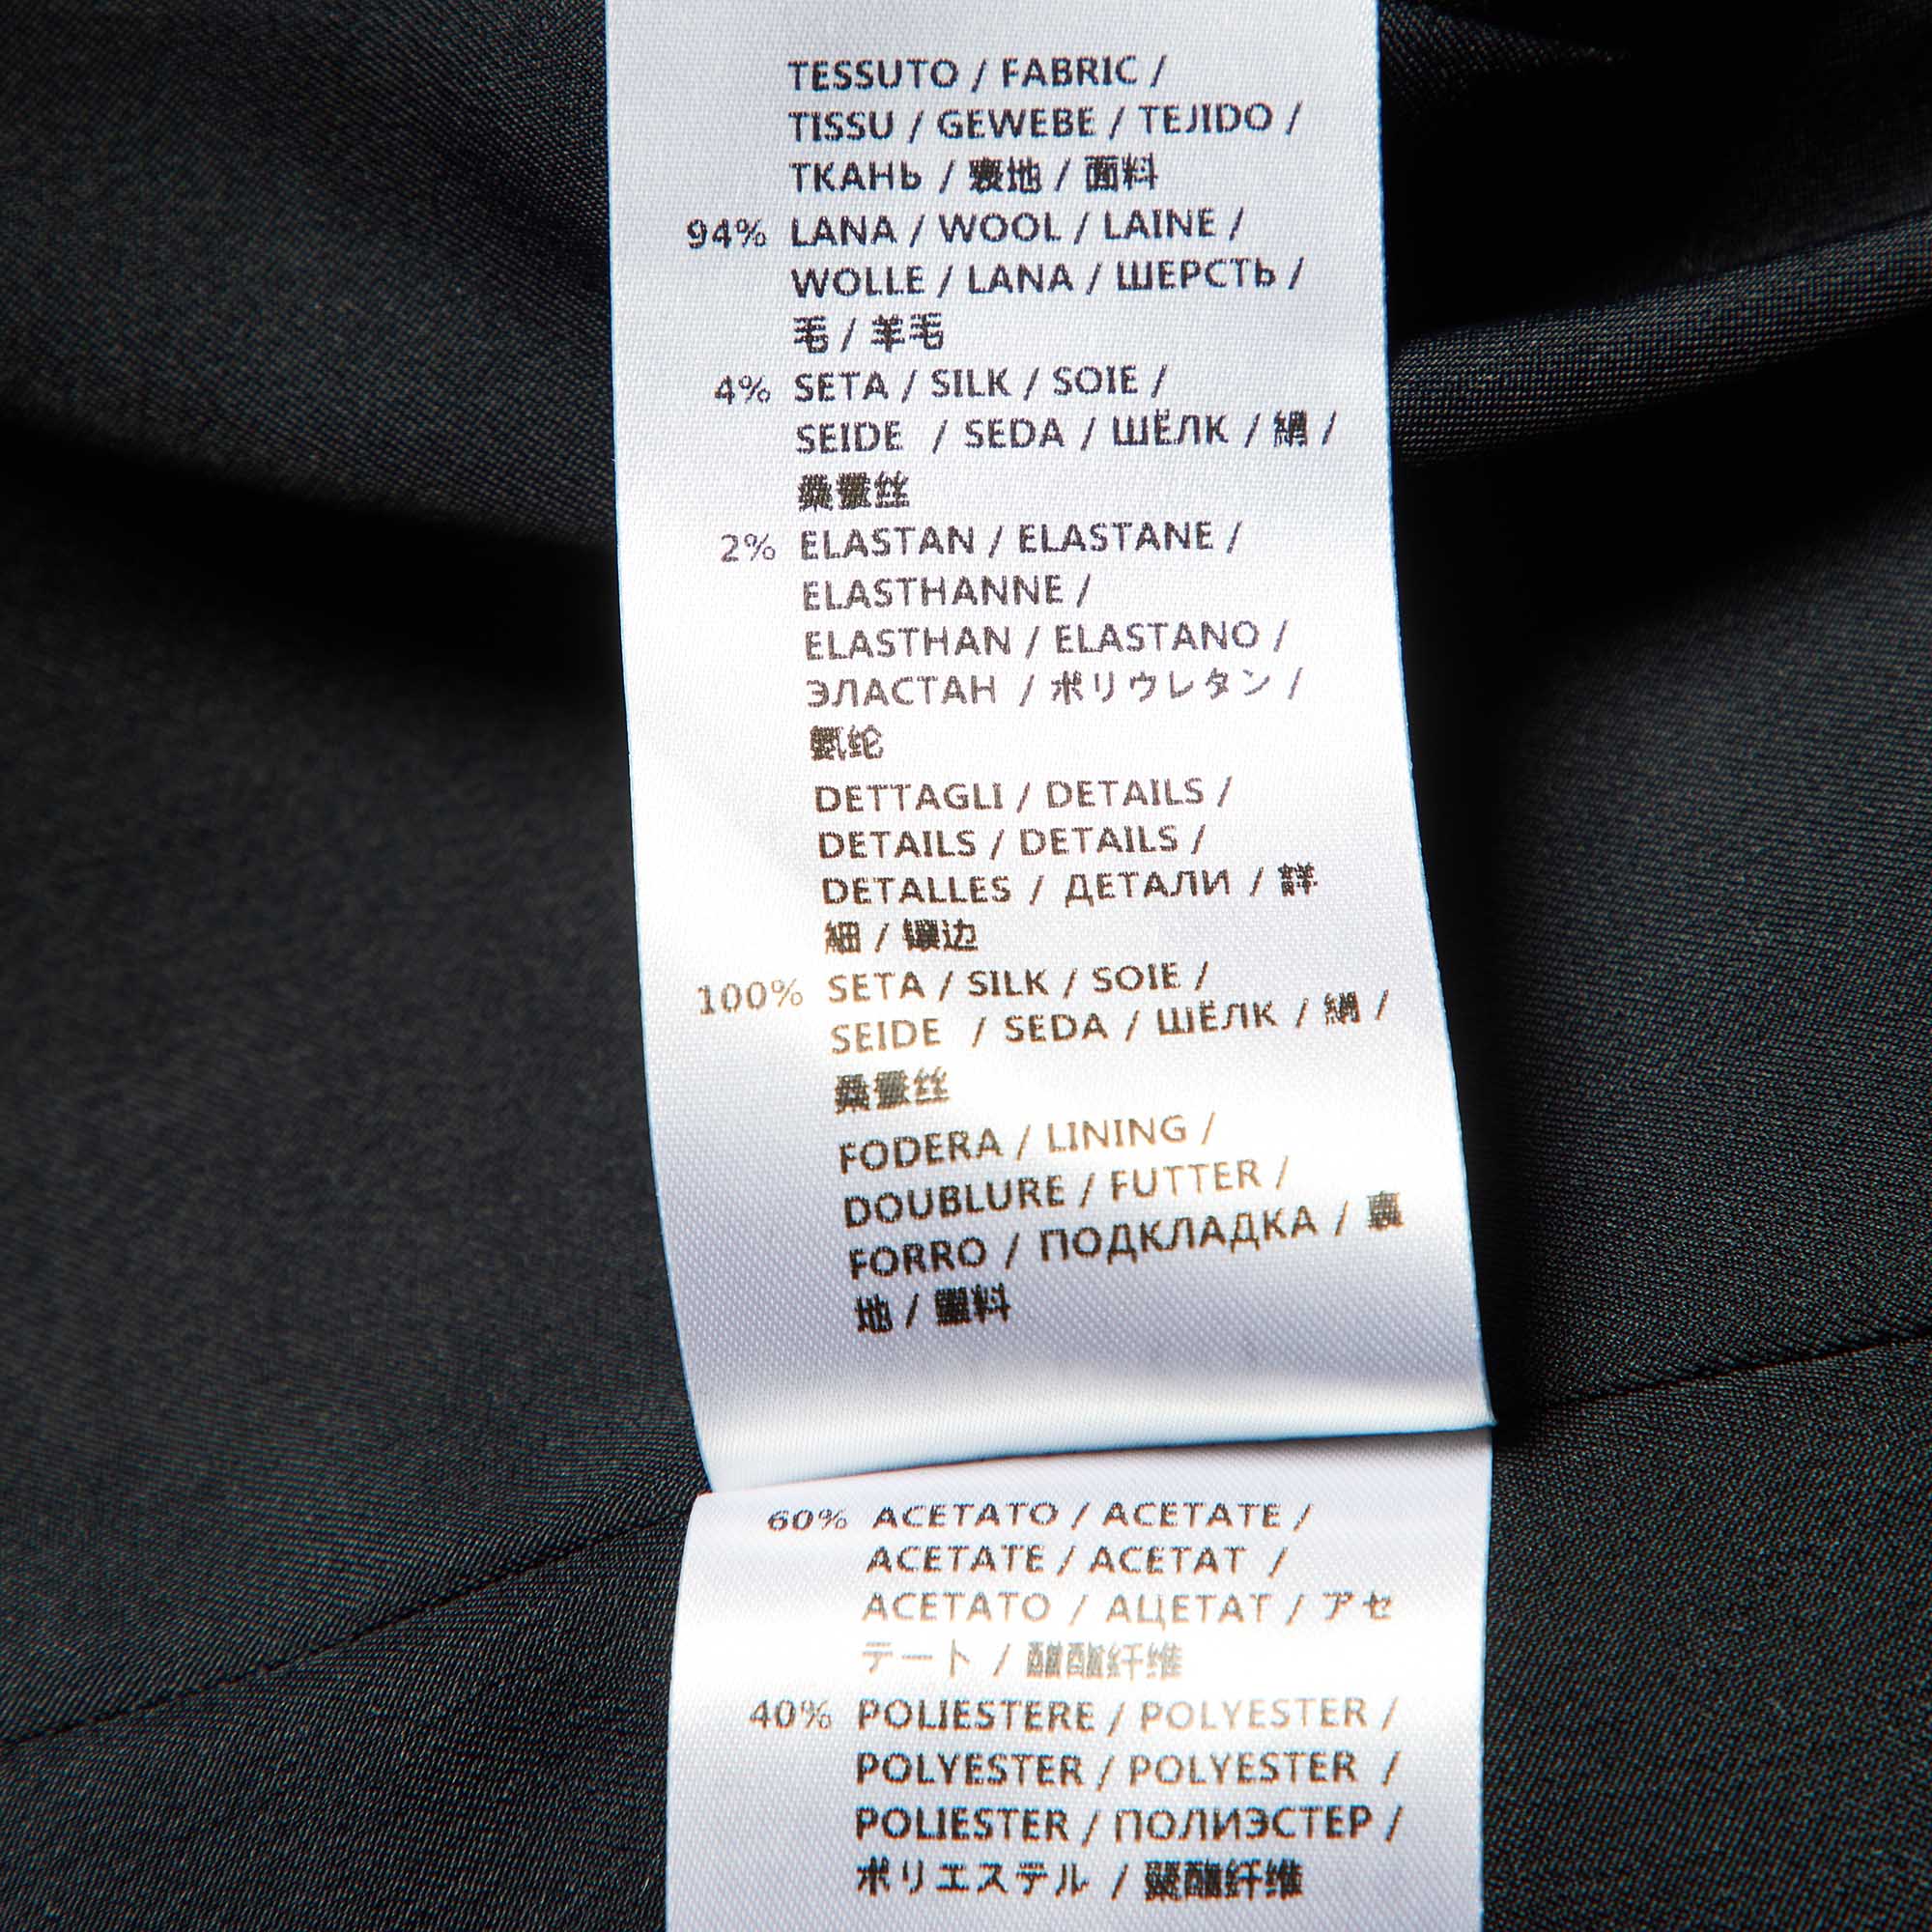 TESSUTO / FABRIC /
TISSU / GEWEBE / TEJIDO /
ТКАНЬ / 表地 / 面料
94% LANA / WOOL / LAINE /
WOLLE / LANA / ШЕРСТЬ /
毛 / 羊毛
4% SETA / SILK / SOIE /
SEIDE / SEDA / ШЁЛК / 絹 /
桑蚕丝
2% ELASTAN / ELASTANE /
ELASTHANNE /
ELASTHAN / ELASTANO /
ЭЛАСТАН / ポリウレタン /
氨纶
DETTAGLI / DETAILS /
DETAILS / DETAILS /
DETALLES / ДЕТАЛИ / 詳
細 / 镶边
100% SETA / SILK / SOIE /
SEIDE / SEDA / ШЁЛК / 絹 /
桑蚕丝
FODERA / LINING /
DOUBLURE / FUTTER /
FORRO / ПОДКЛАДКА / 裏
地 / 里料
60% ACETATO / ACETATE /
ACETATE / ACETAT /
ACETATO / АЦЕТАТ / アセ
テート / 醋酯纤维
40% POLIESTERE / POLYESTER /
POLYESTER / POLYESTER /
POLIESTER / ПОЛИЭСТЕР /
ポリエステル / 聚酯纤维